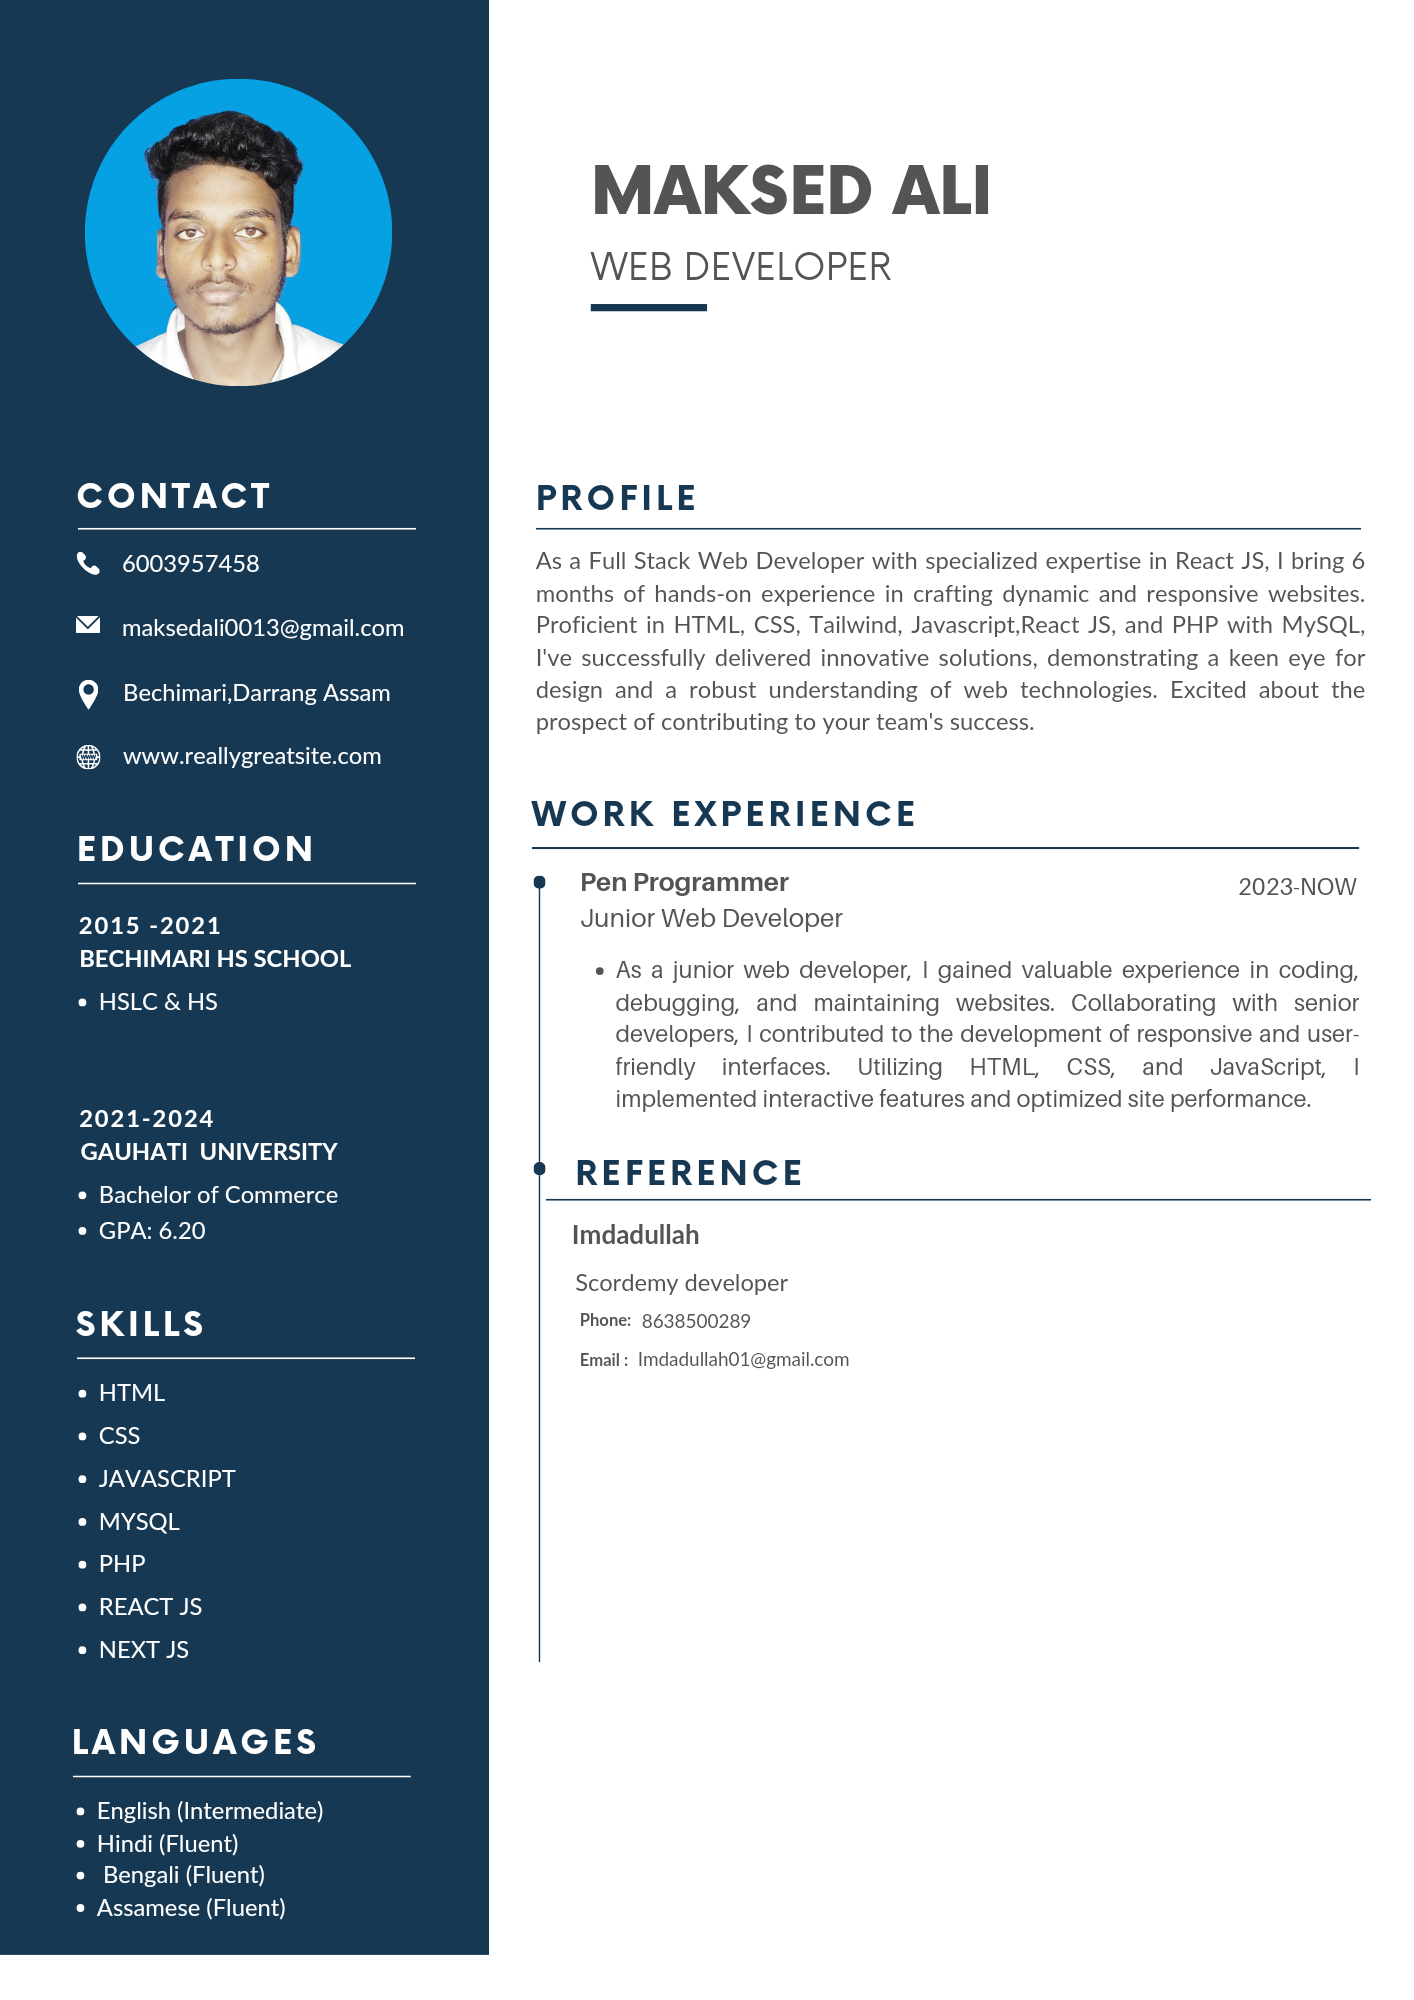 MAKSED ALI
WEB DEVELOPER
CONTACT
6003957458
maksedali0013@gmail.com
Bechimari,Darrang Assam
www.reallygreatsite.com
EDUCATION
2015 -2021
BECHIMARI HS SCHOOL
• HSLC & HS
2021-2024
GAUHATI UNIVERSITY
• Bachelor of Commerce
• GPA: 6.20
SKILLS
• HTML
• CSS
• JAVASCRIPT
• MYSQL
• PHP
• REACT JS
• NEXT JS
LANGUAGES
• English (Intermediate)
• Hindi (Fluent)
• Bengali (Fluent)
• Assamese (Fluent)
PROFILE
As a Full Stack Web Developer with specialized expertise in React JS, I bring 6
months of hands-on experience in crafting dynamic and responsive websites.
Proficient in HTML, CSS, Tailwind, Javascript,React JS, and PHP with MySQL,
I've successfully delivered innovative solutions, demonstrating a keen eye for
design and a robust understanding of web technologies. Excited about the
prospect of contributing to your team's success.
WORK EXPERIENCE
Pen Programmer
2023-NOW
Junior Web Developer
• As a junior web developer, I gained valuable experience in coding,
debugging, and maintaining websites. Collaborating with senior
developers, I contributed to the development of responsive and user-
friendly interfaces. Utilizing HTML, CSS, and JavaScript, I
implemented interactive features and optimized site performance.
REFERENCE
Imdadullah
Scordemy developer
Phone: 8638500289
Email : Imdadullah01@gmail.com